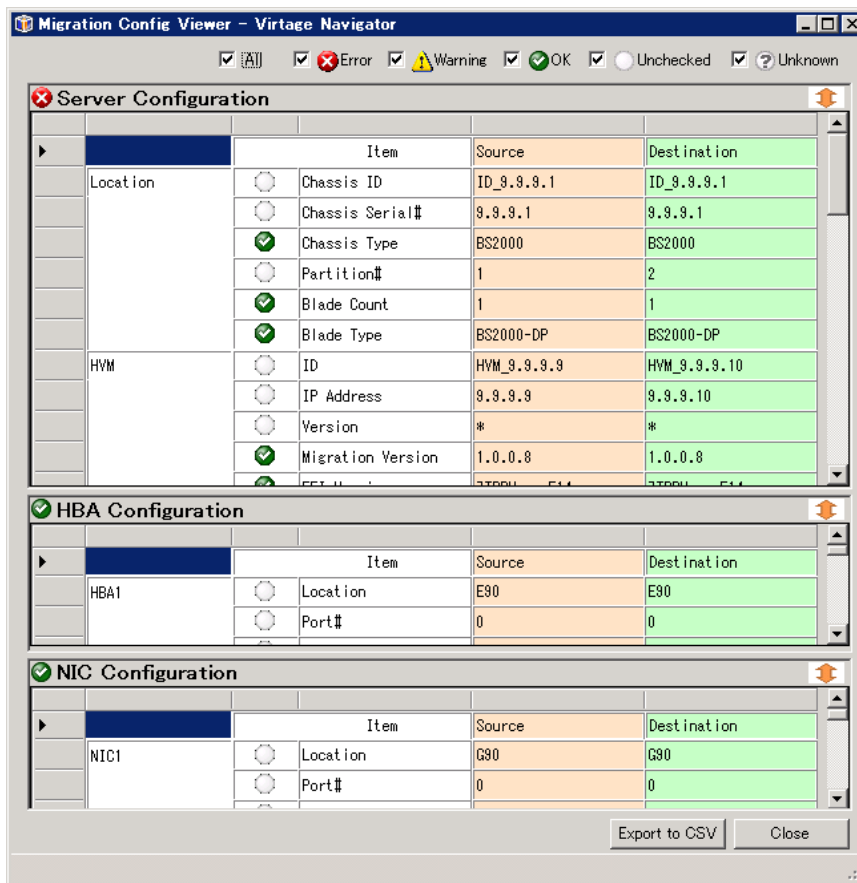 Migration Config Viewer - Virtage Navigator
All Error Warning OK Unchecked ? Unknown
Server Configuration
Item Source Destination
Location Chassis ID ID_9.9.9.1 ID_9.9.9.1
Chassis Serial# 9.9.9.1 9.9.9.1
Chassis Type BS2000 BS2000
Partition# 1 2
Blade Count 1 1
Blade Type BS2000-DP BS2000-DP
HVM ID HVM_9.9.9.9 HVM_9.9.9.10
IP Address 9.9.9.9 9.9.9.10
Version * *
Migration Version 1.0.0.8 1.0.0.8
HBA Configuration
Item Source Destination
HBA1 Location E90 E90
Port# 0 0
NIC Configuration
Item Source Destination
NIC1 Location G90 G90
Port# 0 0
Export to CSV Close